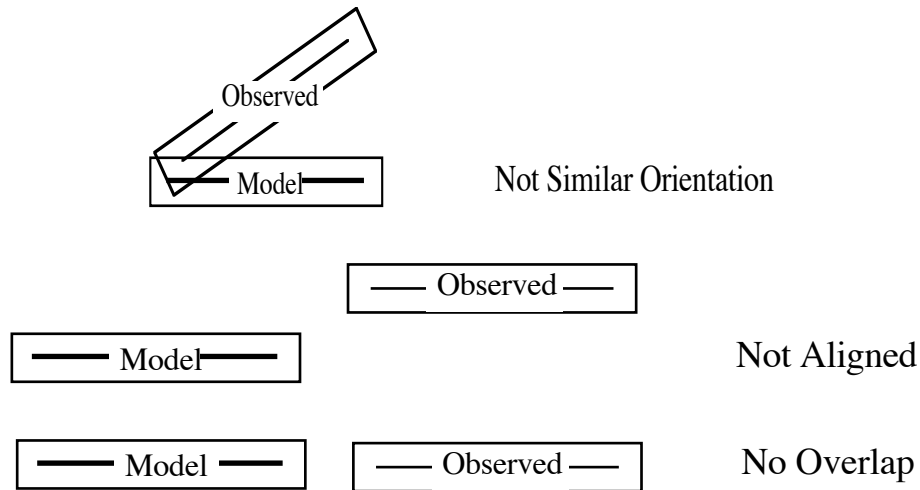 Observed
Model Not Similar Orientation
Observed
Model Not Aligned
Model Observed No Overlap